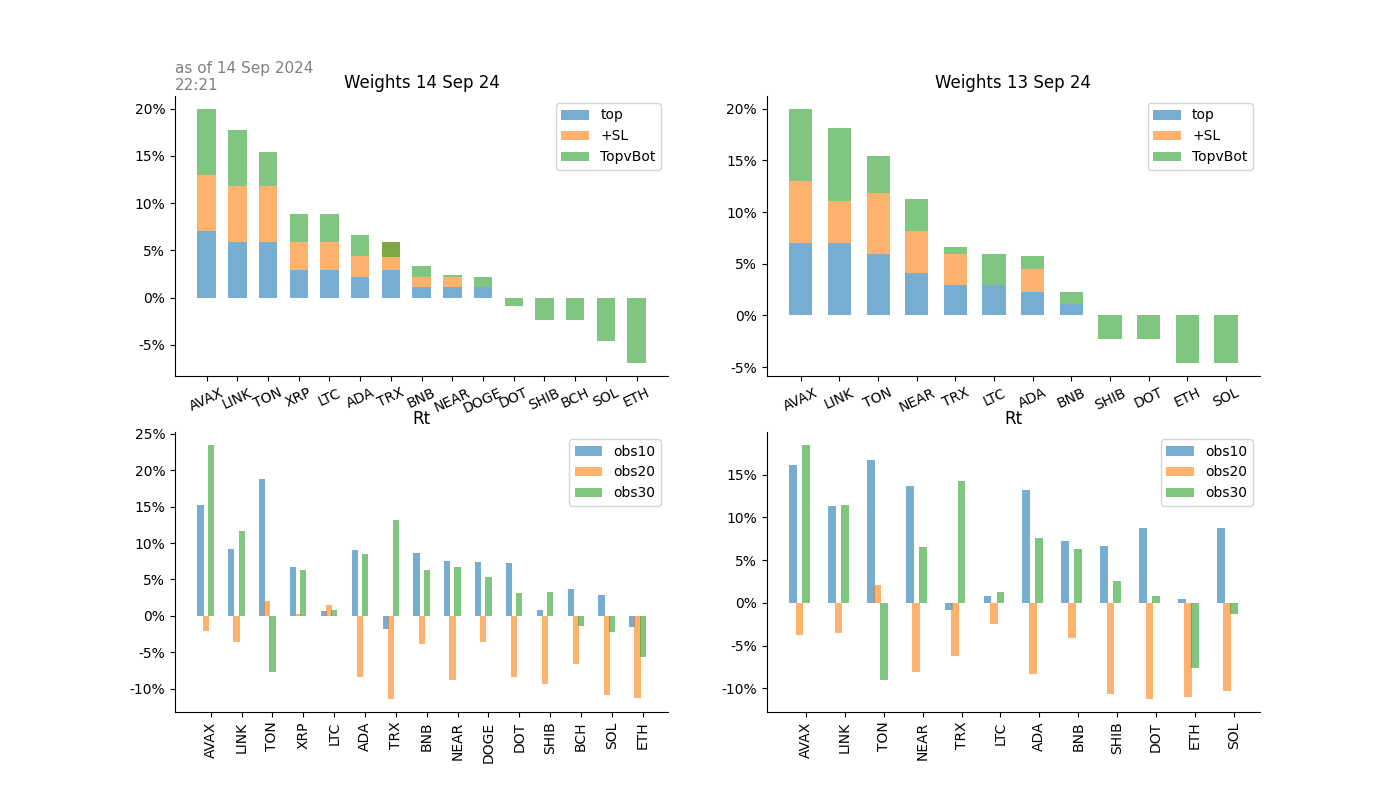 as of 14 Sep 2024
22:21
Weights 14 Sep 24
20%
15%
10%
5%
0%
-5%
top
+SL
TopvBot
AVAX LINK TON XRP LTC ADA TRX BNB NEAR DOGE DOT SHIB BCH SOL ETH
Weights 13 Sep 24
20%
15%
10%
5%
0%
-5%
top
+SL
TopvBot
AVAX LINK TON NEAR TRX LTC ADA BNB SHIB DOT ETH SOL
Rt
25%
20%
15%
10%
5%
0%
-5%
-10%
obs10
obs20
obs30
AVAX LINK TON XRP LTC ADA TRX BNB NEAR DOGE DOT SHIB BCH SOL ETH
Rt
15%
10%
5%
0%
-5%
-10%
obs10
obs20
obs30
AVAX LINK TON NEAR TRX LTC ADA BNB SHIB DOT ETH SOL